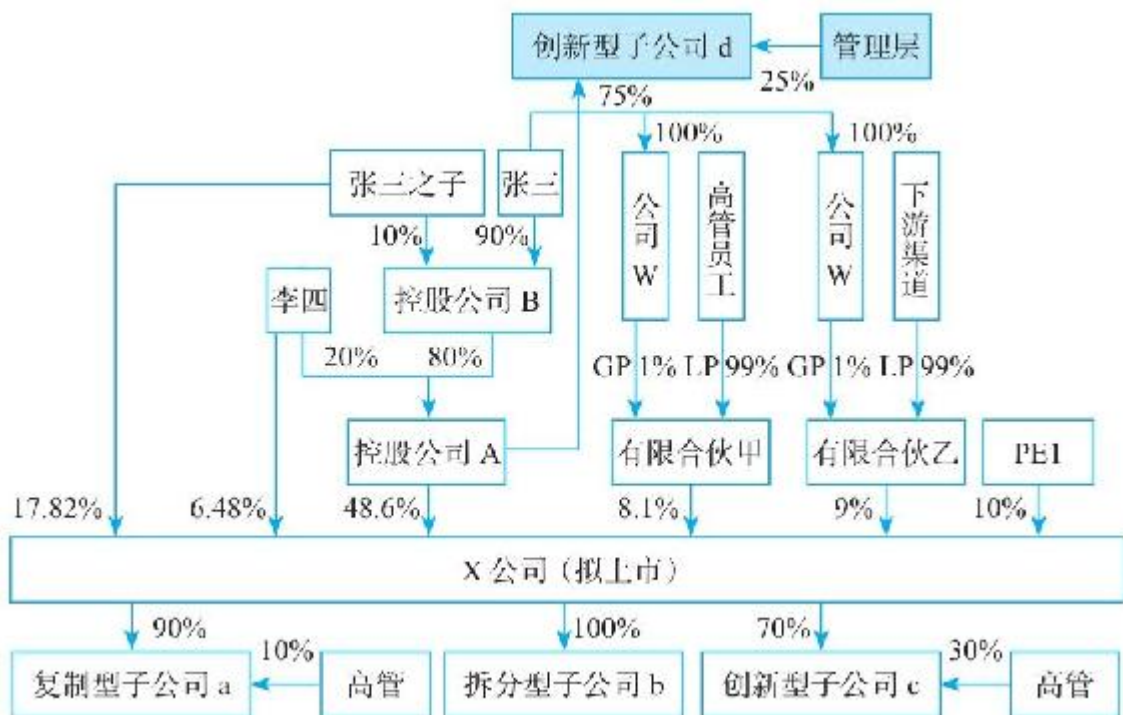 创新型子公司 d
管理层
25%
75%
100%
100%
张三之子
张三
公司 W
高管员工
公司 W
下游渠道
10%
90%
李四
控股公司 B
20%
80%
GP 1%
LP 99%
GP 1%
LP 99%
控股公司 A
有限合伙甲
有限合伙乙
PE1
17.82%
6.48%
48.6%
8.1%
9%
10%
X 公司（拟上市）
90%
100%
70%
复制型子公司 a
10%
高管
拆分型子公司 b
创新型子公司 c
30%
高管